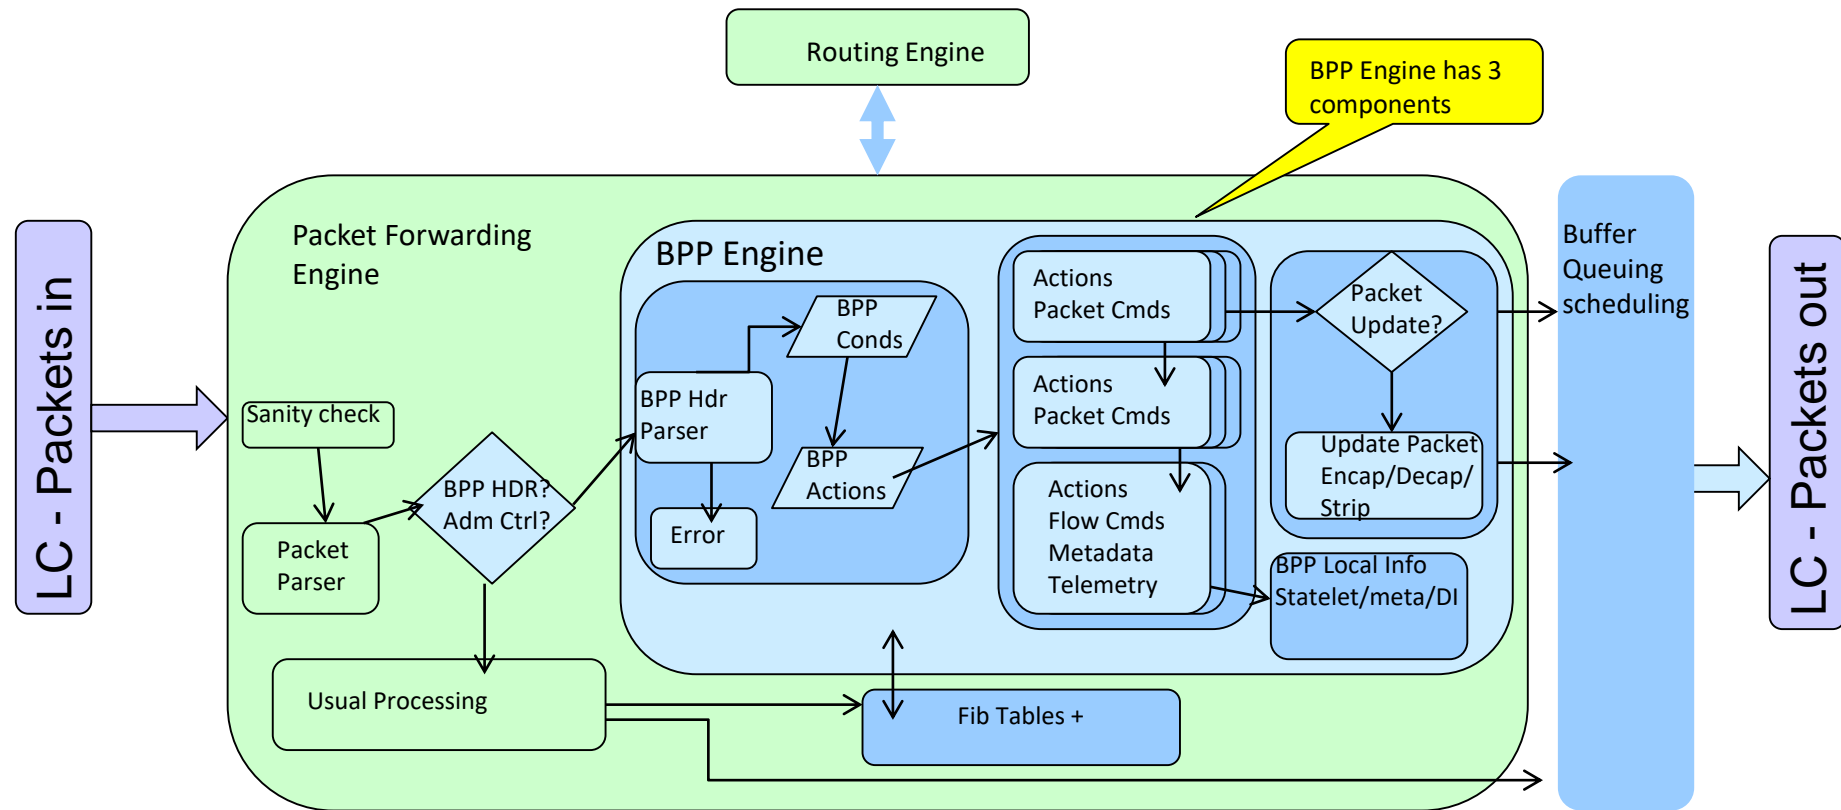 Routing Engine
BPP Engine has 3
components
LC - Packets in
Packet Forwarding
Engine
BPP Engine
Sanity check
Packet
Parser
BPP HDR?
Adm Ctrl?
Usual Processing
BPP Hdr
Parser
Error
BPP
Conds
BPP
Actions
Actions
Packet Cmds
Actions
Packet Cmds
Actions
Flow Cmds
Metadata
Telemetry
Packet
Update?
Update Packet
Encap/Decap/
Strip
BPP Local Info
Statelet/meta/DI
Fib Tables +
Buffer
Queuing
scheduling
LC - Packets out